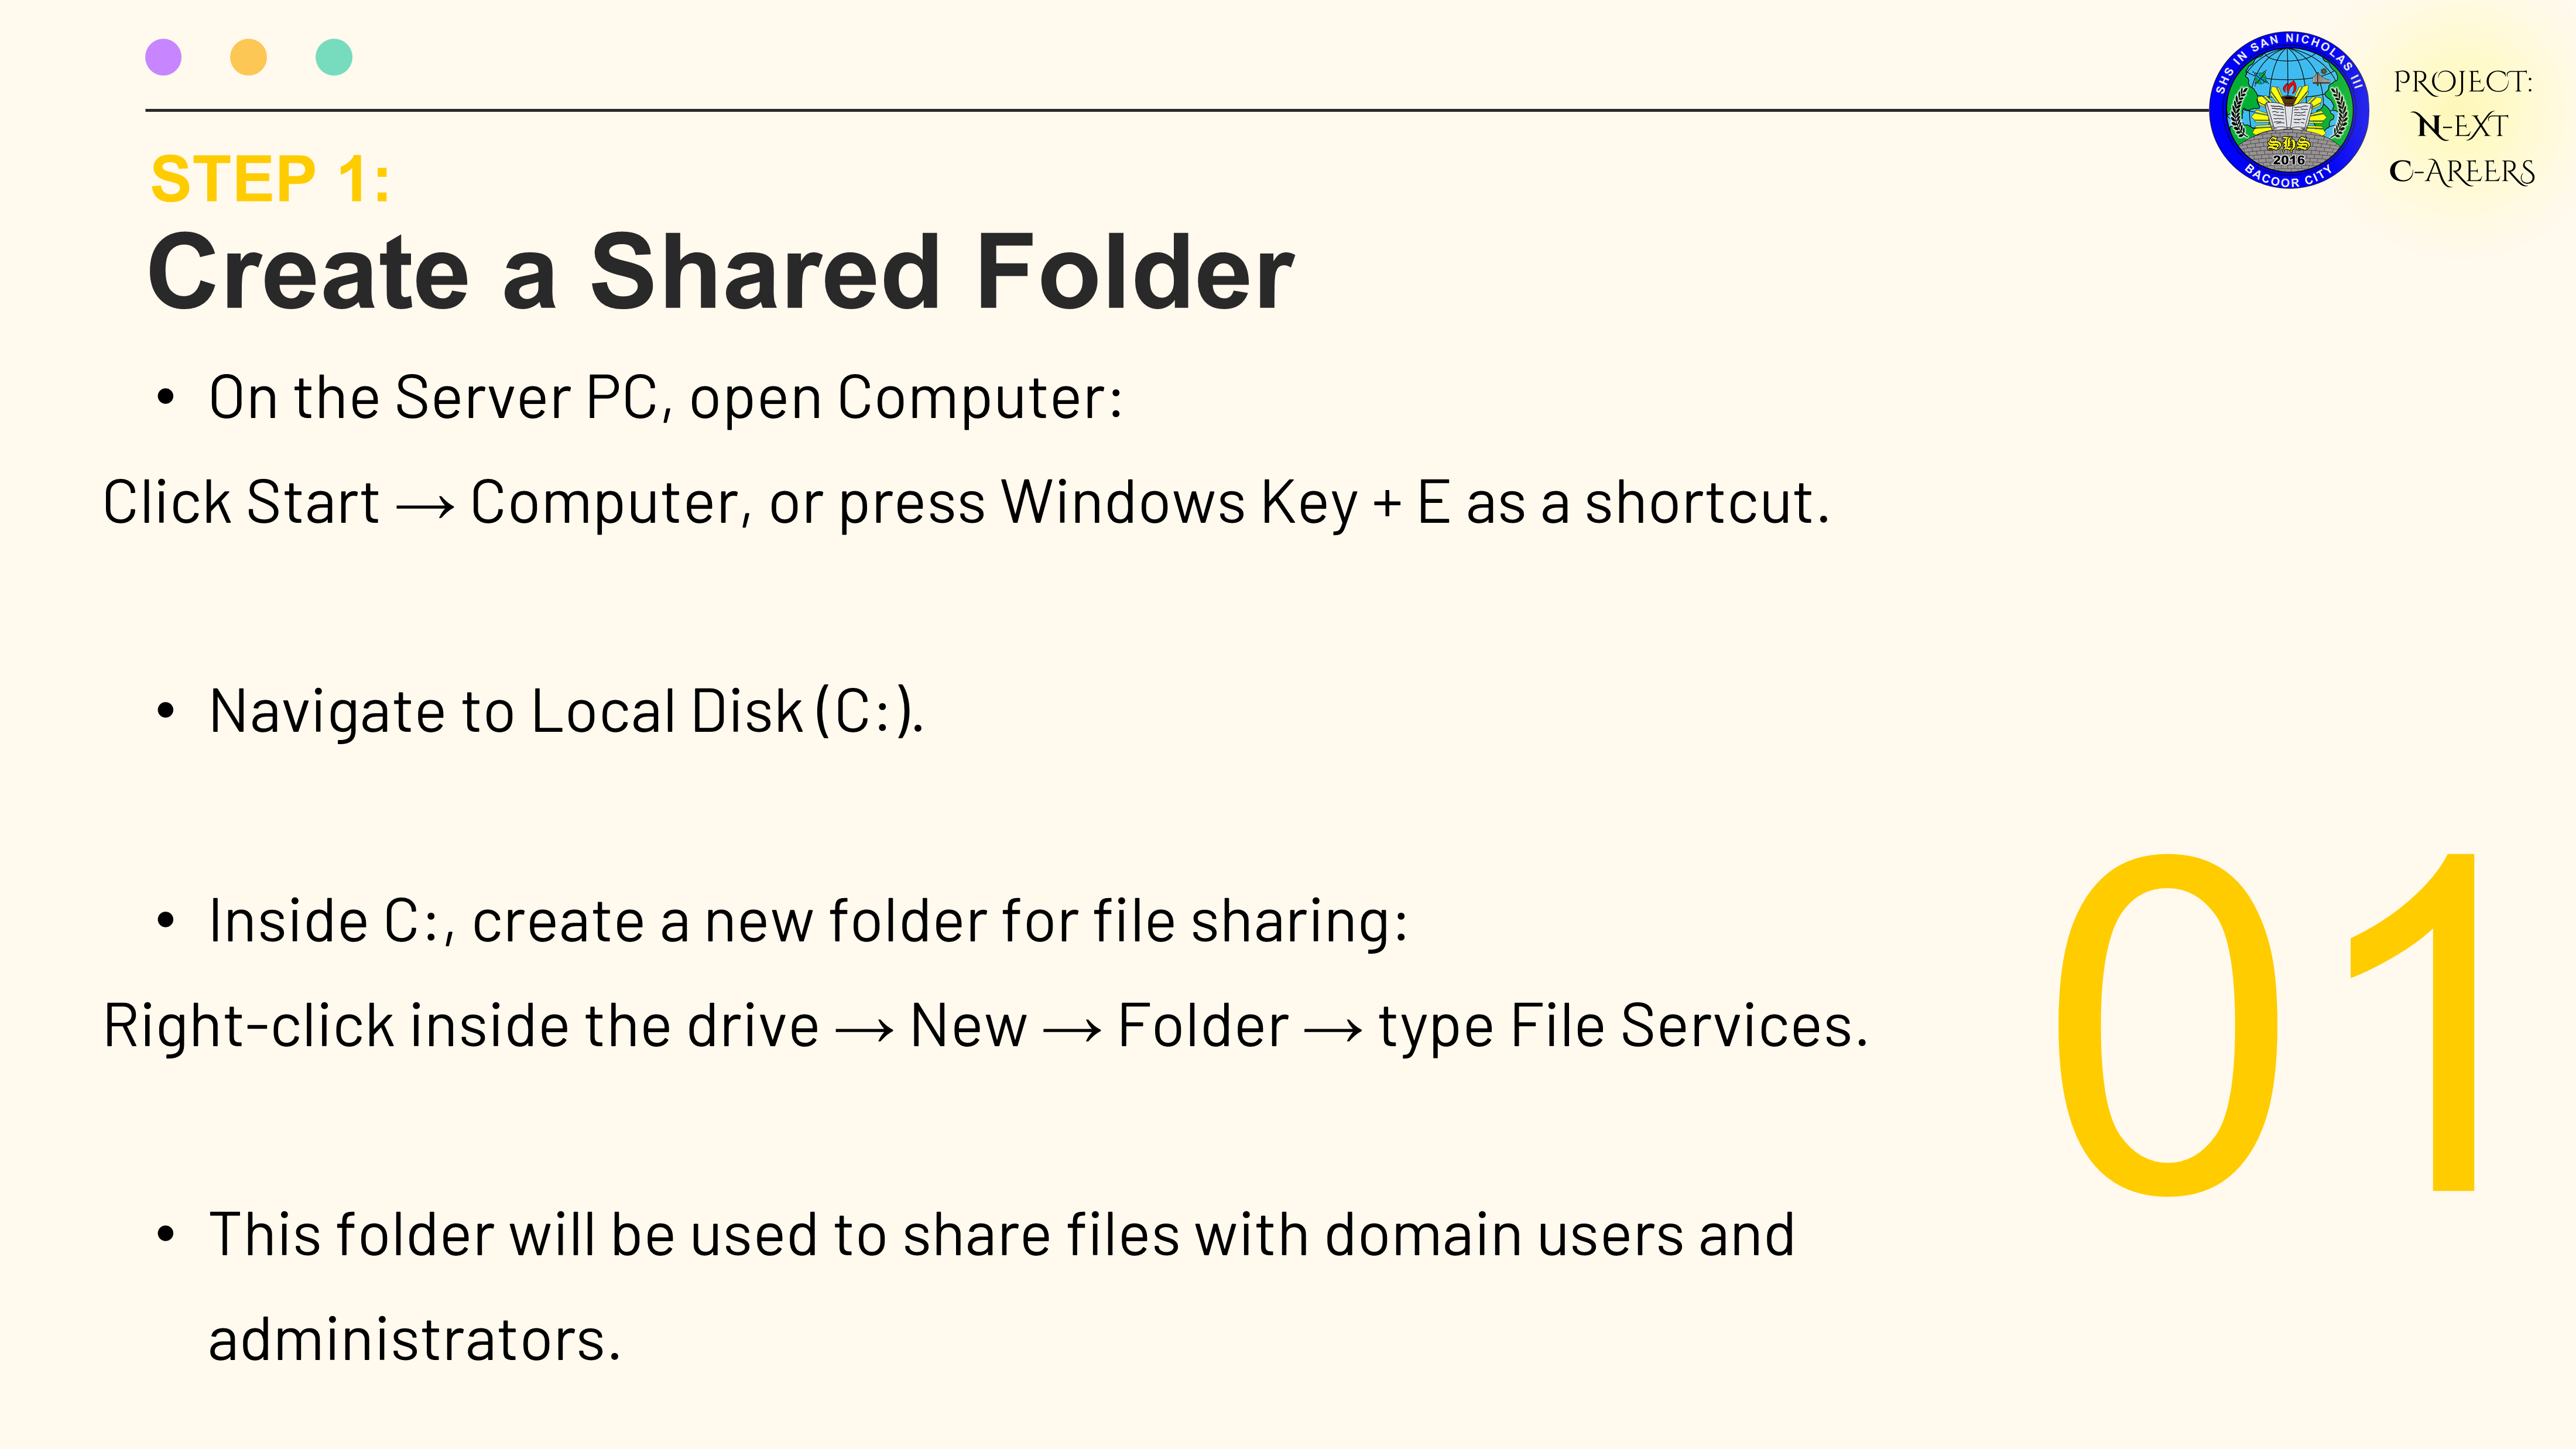 SHS IN SAN NICHOLAS III
SHS
2016
BACOOR CITY
PROJECT:
N-EXT
C-AREERS
STEP 1:
Create a Shared Folder
• On the Server PC, open Computer:
Click Start → Computer, or press Windows Key + E as a shortcut.
• Navigate to Local Disk (C:).
• Inside C:, create a new folder for file sharing:
Right-click inside the drive → New → Folder → type File Services.
• This folder will be used to share files with domain users and
administrators.
01